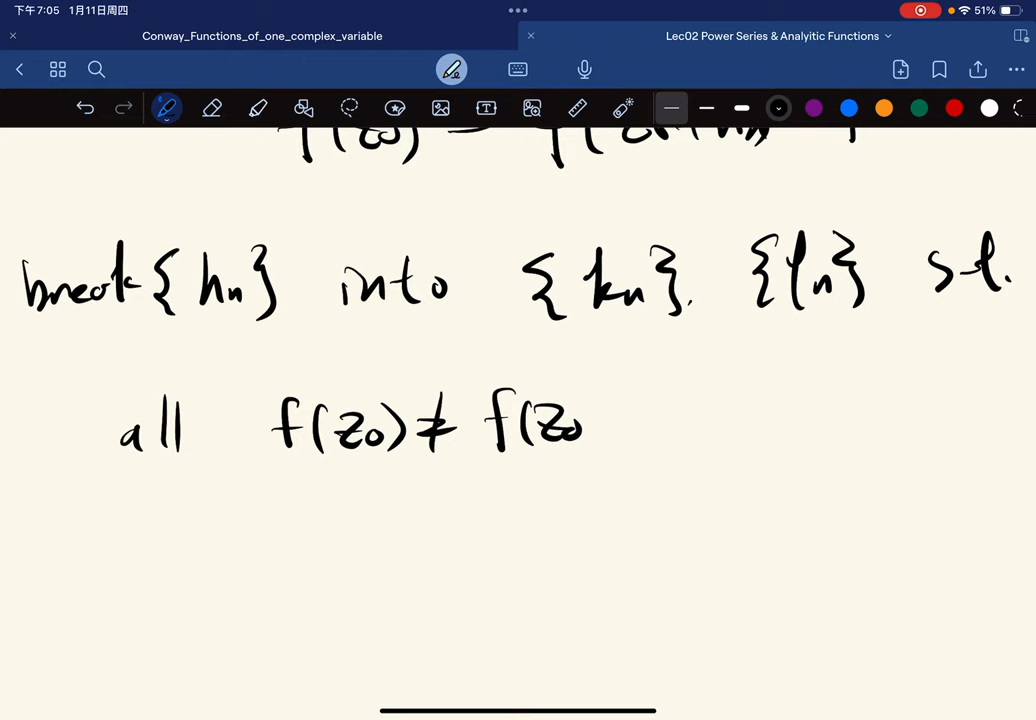 下午7:05 1月11日周四
51%
Conway_Functions_of_one_complex_variable
Lec02 Power Series & Analyitic Functions
break {hn} into {kn}. {ln} s.t.
all f(z0) ≠ f(z0